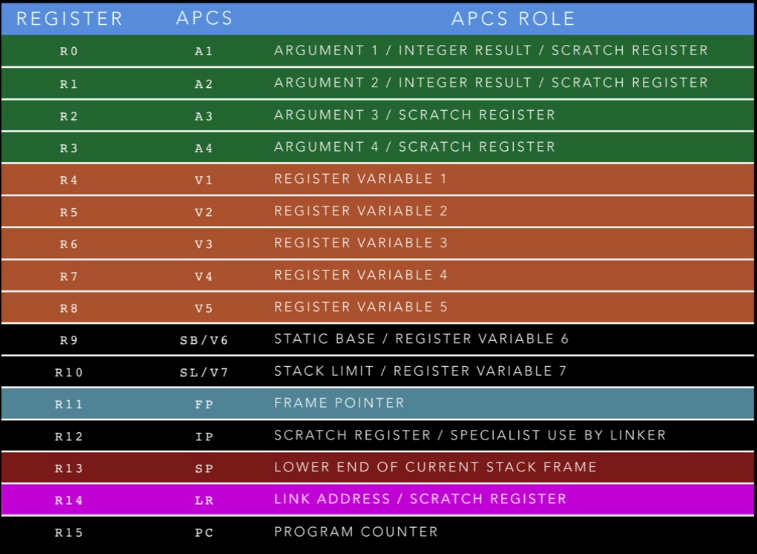 REGISTER APCS APCS ROLE
R0 A1 ARGUMENT 1 / INTEGER RESULT / SCRATCH REGISTER
R1 A2 ARGUMENT 2 / INTEGER RESULT / SCRATCH REGISTER
R2 A3 ARGUMENT 3 / SCRATCH REGISTER
R3 A4 ARGUMENT 4 / SCRATCH REGISTER
R4 V1 REGISTER VARIABLE 1
R5 V2 REGISTER VARIABLE 2
R6 V3 REGISTER VARIABLE 3
R7 V4 REGISTER VARIABLE 4
R8 V5 REGISTER VARIABLE 5
R9 SB/V6 STATIC BASE / REGISTER VARIABLE 6
R10 SL/V7 STACK LIMIT / REGISTER VARIABLE 7
R11 FP FRAME POINTER
R12 IP SCRATCH REGISTER / SPECIALIST USE BY LINKER
R13 SP LOWER END OF CURRENT STACK FRAME
R14 LR LINK ADDRESS / SCRATCH REGISTER
R15 PC PROGRAM COUNTER